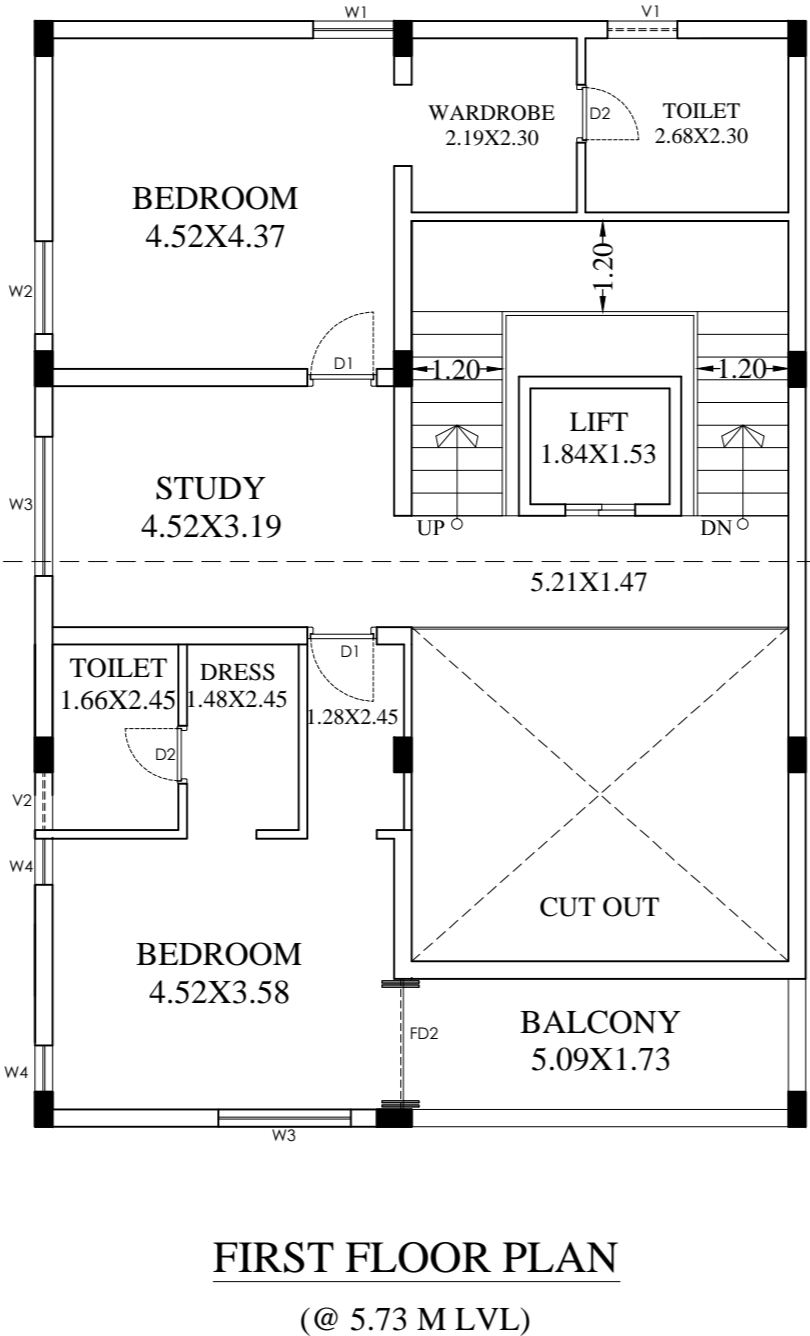 W1
V1
WARDROBE
2.19X2.30
D2
TOILET
2.68X2.30
BEDROOM
4.52X4.37
1.20
W2
D1
1.20
1.20
LIFT
1.84X1.53
STUDY
4.52X3.19
W3
UP
DN
5.21X1.47
D1
TOILET
1.66X2.45
DRESS
1.48X2.45
1.28X2.45
D2
V2
W4
CUT OUT
BEDROOM
4.52X3.58
FD2
BALCONY
5.09X1.73
W4
W3
FIRST FLOOR PLAN
(@ 5.73 M LVL)